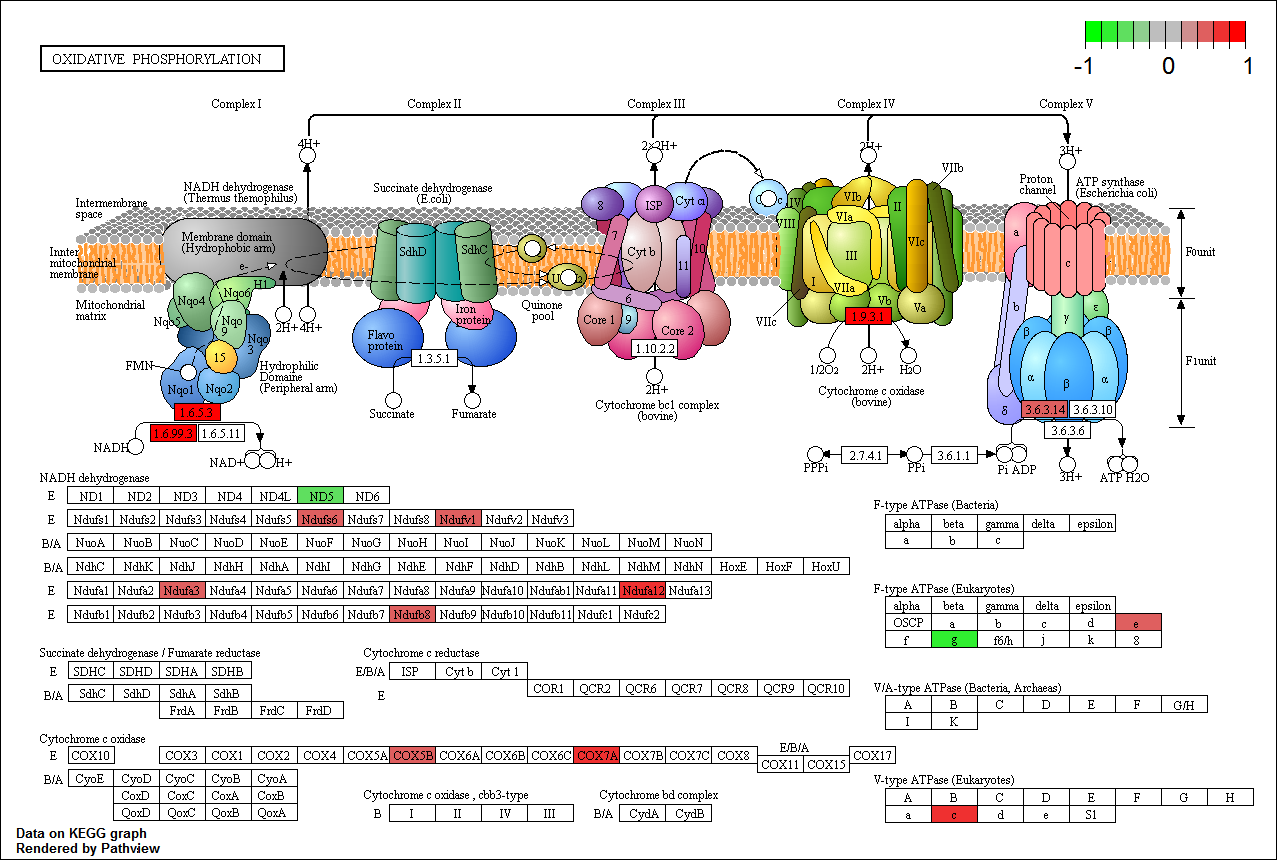 OXIDATIVE PHOSPHORYLATION
-1 0 1
Complex I Complex II Complex III Complex IV Complex V
4H+ 2×2H+ 2H+ 3H+
NADH dehydrogenase
(Thermus themophilus)
Succinate dehydrogenase
(E.coli)
VIIb
Proton
channel
ATP synthase
(Escherichia coli)
Intermembrane
space
Innter
mitochondrial
membrane
Mitochondrial
matrix
Membrane domain
(Hydrophobic arm)
e-
H1
SdhD SdhC
Flavo
protein
Iron
protein
Quinone
pool
8 ISP Cyt c1
7 Cyt b 10
11
6
Core 1 9 Core 2
IV VIb II
VIII VIa VIc
III
I VIIa
VIIc Vb Va
a c
b γ ε
β β
α β α
δ
F0unit
F1unit
Nqo4 Nqo6
Nqo5 Nqo
9
Nqo
3
15
FMN
Nqo1 Nqo2
2H+ 4H+
Hydrophilic
Domaine
(Peripheral arm)
1.6.5.3
1.6.99.3 1.6.5.11
NADH NAD+ H+
1.3.5.1
Succinate Fumarate
1.10.2.2
2H+
Cytochrome bc1 complex
(bovine)
1.9.3.1
1/2O2 2H+ H2O
Cytochrome c oxidase
(bovine)
3.6.3.14 3.6.3.10
3.6.3.6
PPPi 2.7.4.1 PPi 3.6.1.1 Pi ADP 3H+ ATP H2O
NADH dehydrogenase
E ND1 ND2 ND3 ND4 ND4L ND5 ND6
E Ndufs1 Ndufs2 Ndufs3 Ndufs4 Ndufs5 Ndufs6 Ndufs7 Ndufs8 Ndufv1 Ndufv2 Ndufv3
B/A NuoA NuoB NuoC NuoD NuoE NuoF NuoG NuoH NuoI NuoJ NuoK NuoL NuoM NuoN
B/A NdhC NdhK NdhJ NdhH NdhA NdhI NdhG NdhE NdhF NdhD NdhB NdhL NdhM NdhN HoxE HoxF HoxU
E Ndufa1 Ndufa2 Ndufa3 Ndufa4 Ndufa5 Ndufa6 Ndufa7 Ndufa8 Ndufa9 Ndufa10 Ndufab1 Ndufa11 Ndufa12 Ndufa13
E Ndufb1 Ndufb2 Ndufb3 Ndufb4 Ndufb5 Ndufb6 Ndufb7 Ndufb8 Ndufb9 Ndufb10 Ndufb11 Ndufc1 Ndufc2
Succinate dehydrogenase / Fumarate reductase
E SDHC SDHD SDHA SDHB
B/A SdhC SdhD SdhA SdhB
FrdA FrdB FrdC FrdD
Cytochrome c reductase
E/B/A ISP Cyt b Cyt 1
E COR1 QCR2 QCR6 QCR7 QCR8 QCR9 QCR10
Cytochrome c oxidase
E COX10 COX3 COX1 COX2 COX4 COX5A COX5B COX6A COX6B COX6C COX7A COX7B COX7C COX8 E/B/A COX11 COX15 COX17
B/A CyoE CyoD CyoC CyoB CyoA
CoxD CoxC CoxA CoxB
QoxD QoxC QoxB QoxA
Cytochrome c oxidase , cbb3-type
B I II IV III
Cytochrome bd complex
B/A CydA CydB
F-type ATPase (Bacteria)
alpha beta gamma delta epsilon
a b c
F-type ATPase (Eukaryotes)
alpha beta gamma delta epsilon
OSCP a b c d e
f g f6/h j k 8
V/A-type ATPase (Bacteria, Archaeas)
A B C D E F G/H
I K
V-type ATPase (Eukaryotes)
A B C D E F G H
a c d e S1
Data on KEGG graph
Rendered by Pathview